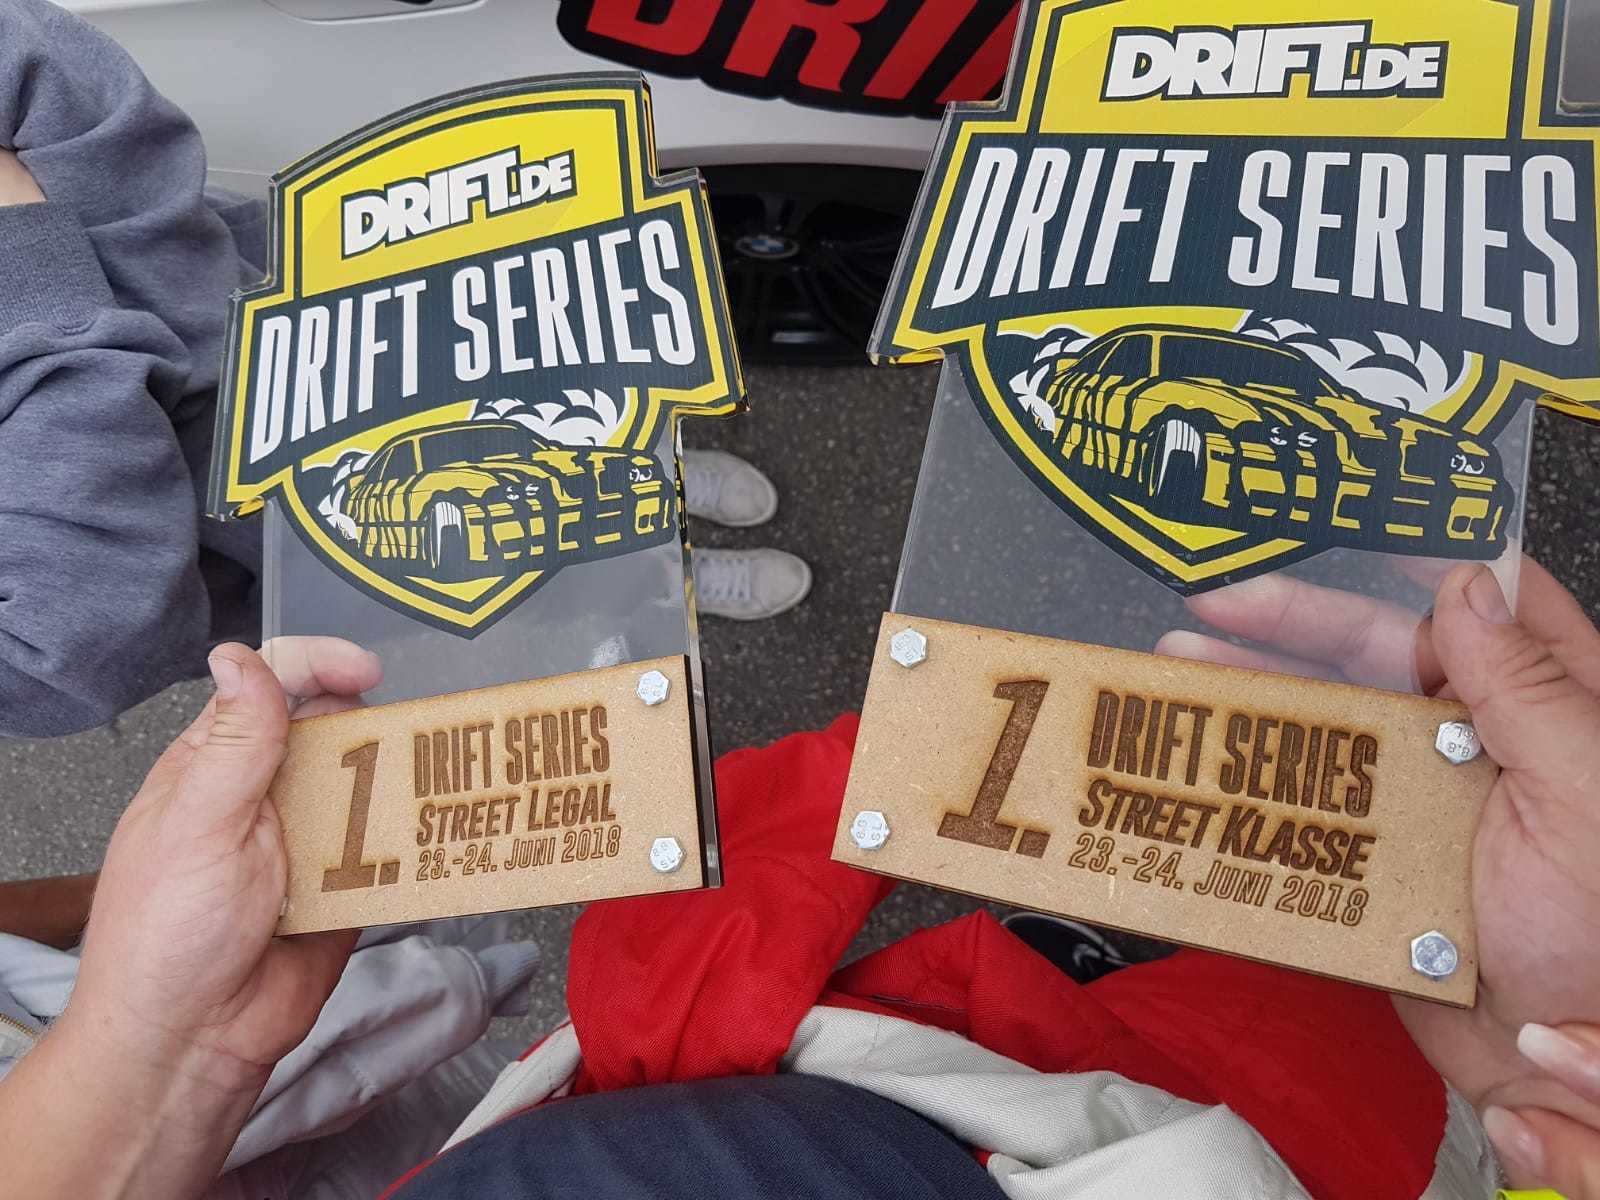 DRIFT.DE
DRIFT SERIES
1.
DRIFT SERIES
STREET LEGAL
23.-24. JUNI 2018
DRIFT.DE
DRIFT SERIES
1.
DRIFT SERIES
STREET KLASSE
23.-24. JUNI 2018